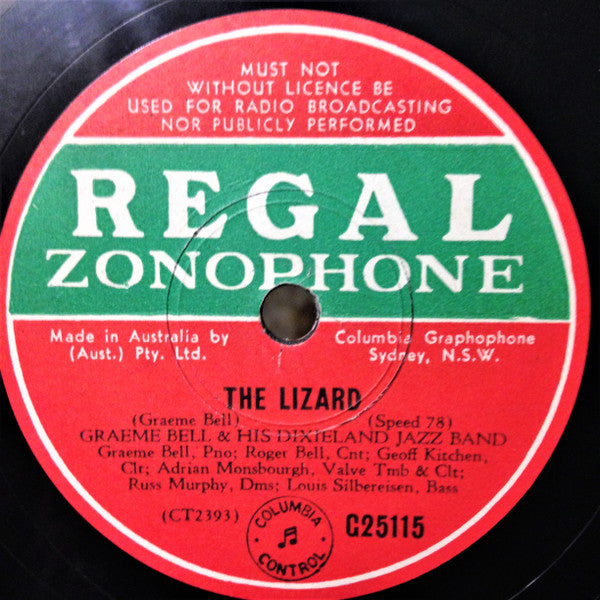 MUST NOT
WITHOUT LICENCE BE
USED FOR RADIO BROADCASTING
NOR PUBLICLY PERFORMED
REGAL
ZONOPHONE
Made in Australia by Columbia Graphophone
(Aust.) Pty. Ltd. Sydney, N.S.W.
THE LIZARD
(Graeme Bell) (Speed 78)
GRAEME BELL & HIS DIXIELAND JAZZ BAND
Graeme Bell, Pno; Roger Bell, Cnt; Geoff Kitchen,
Clt; Adrian Monsbourgh, Valve Tmb & Clt;
Russ Murphy, Dms; Louis Silbereisen, Bass
(CT2393) COLUMBIA CONTROL G25115